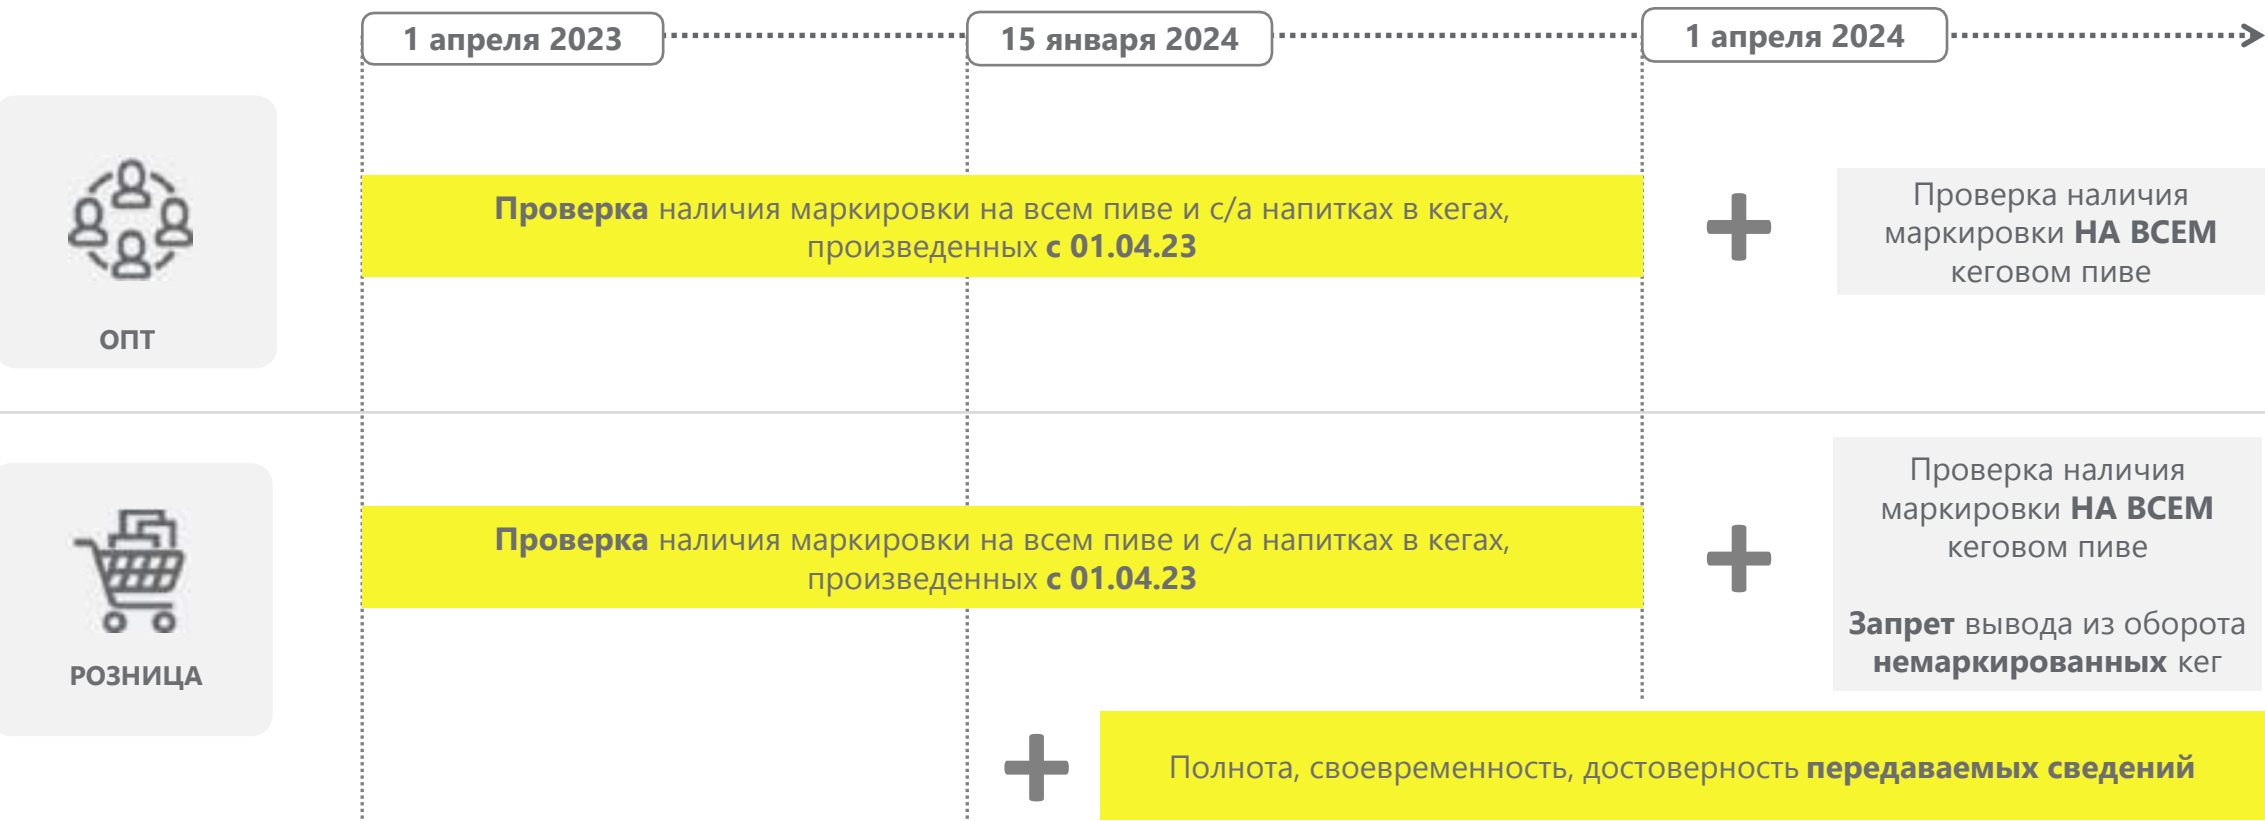 1 апреля 2023
15 января 2024
1 апреля 2024
ОПТ
Проверка наличия маркировки на всем пиве и с/а напитках в кегах,
произведенных с 01.04.23
Проверка наличия
маркировки НА ВСЕМ
кеговом пиве
РОЗНИЦА
Проверка наличия маркировки на всем пиве и с/а напитках в кегах,
произведенных с 01.04.23
Проверка наличия
маркировки НА ВСЕМ
кеговом пиве
Запрет вывода из оборота
немаркированных кег
Полнота, своевременность, достоверность передаваемых сведений